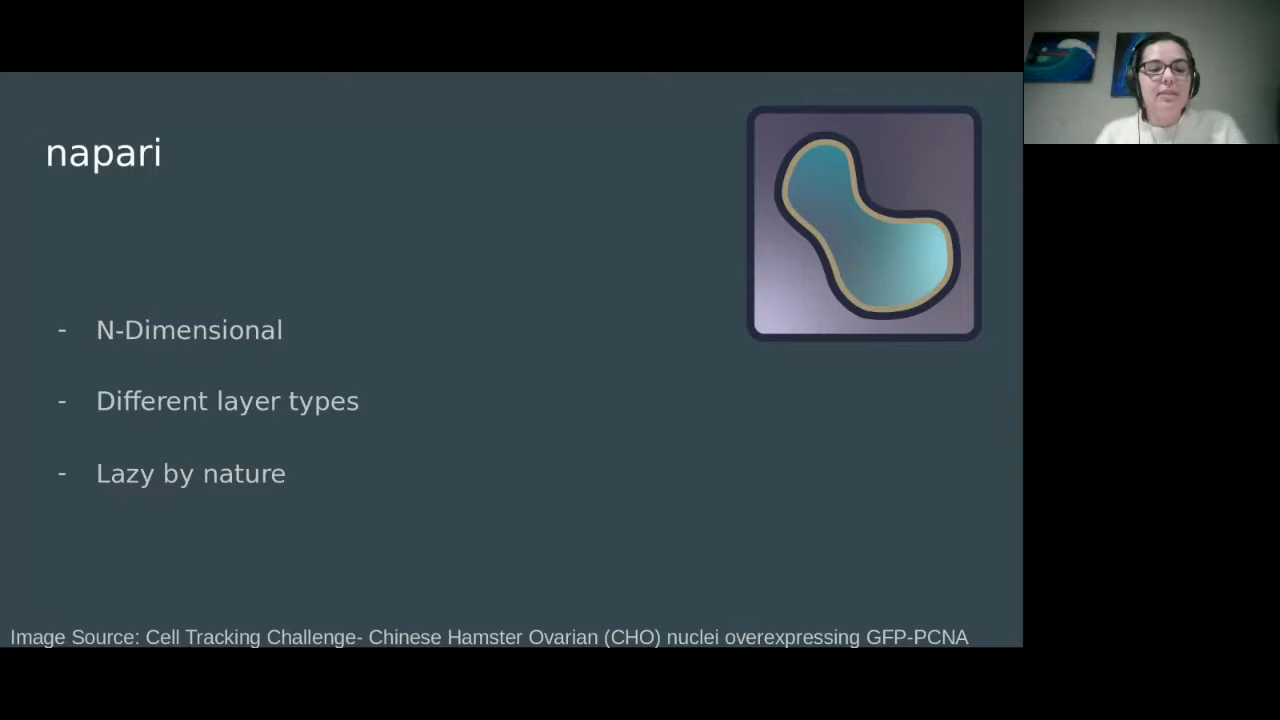 napari
- N-Dimensional
- Different layer types
- Lazy by nature
Image Source: Cell Tracking Challenge- Chinese Hamster Ovarian (CHO) nuclei overexpressing GFP-PCNA